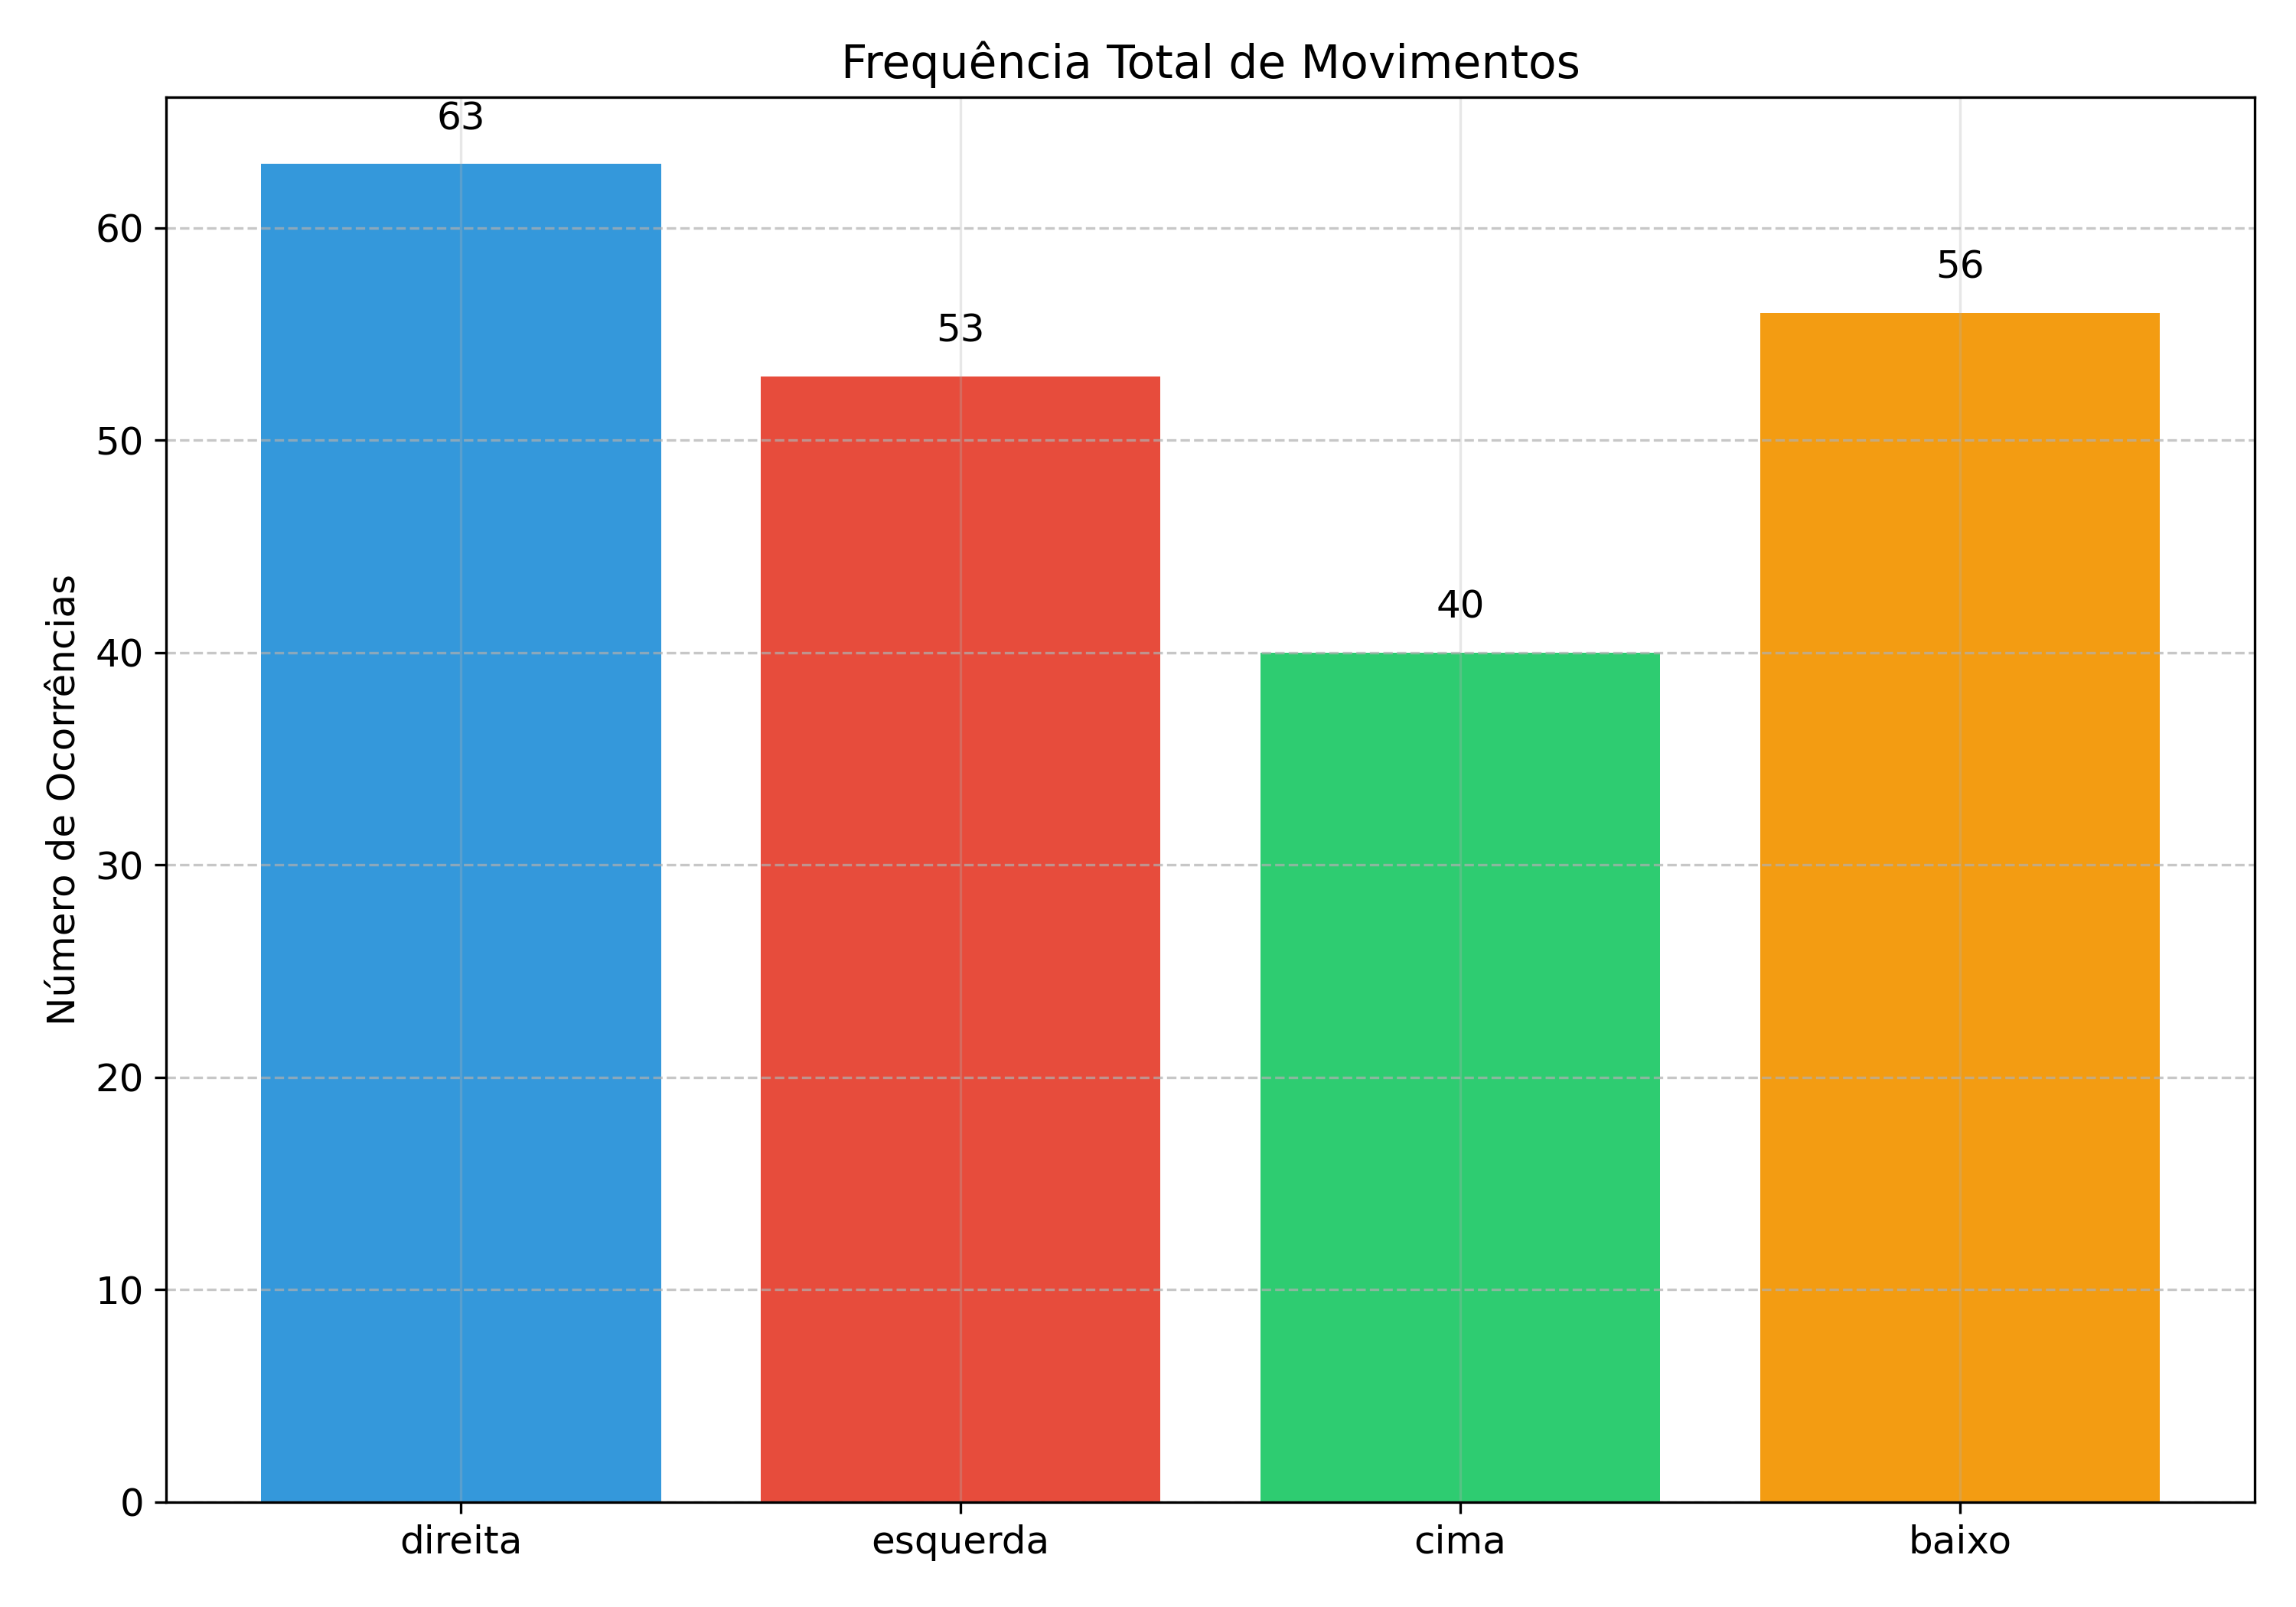 Frequência Total de Movimentos
63
53
40
56
Número de Ocorrências
60
50
40
30
20
10
0
direita
esquerda
cima
baixo